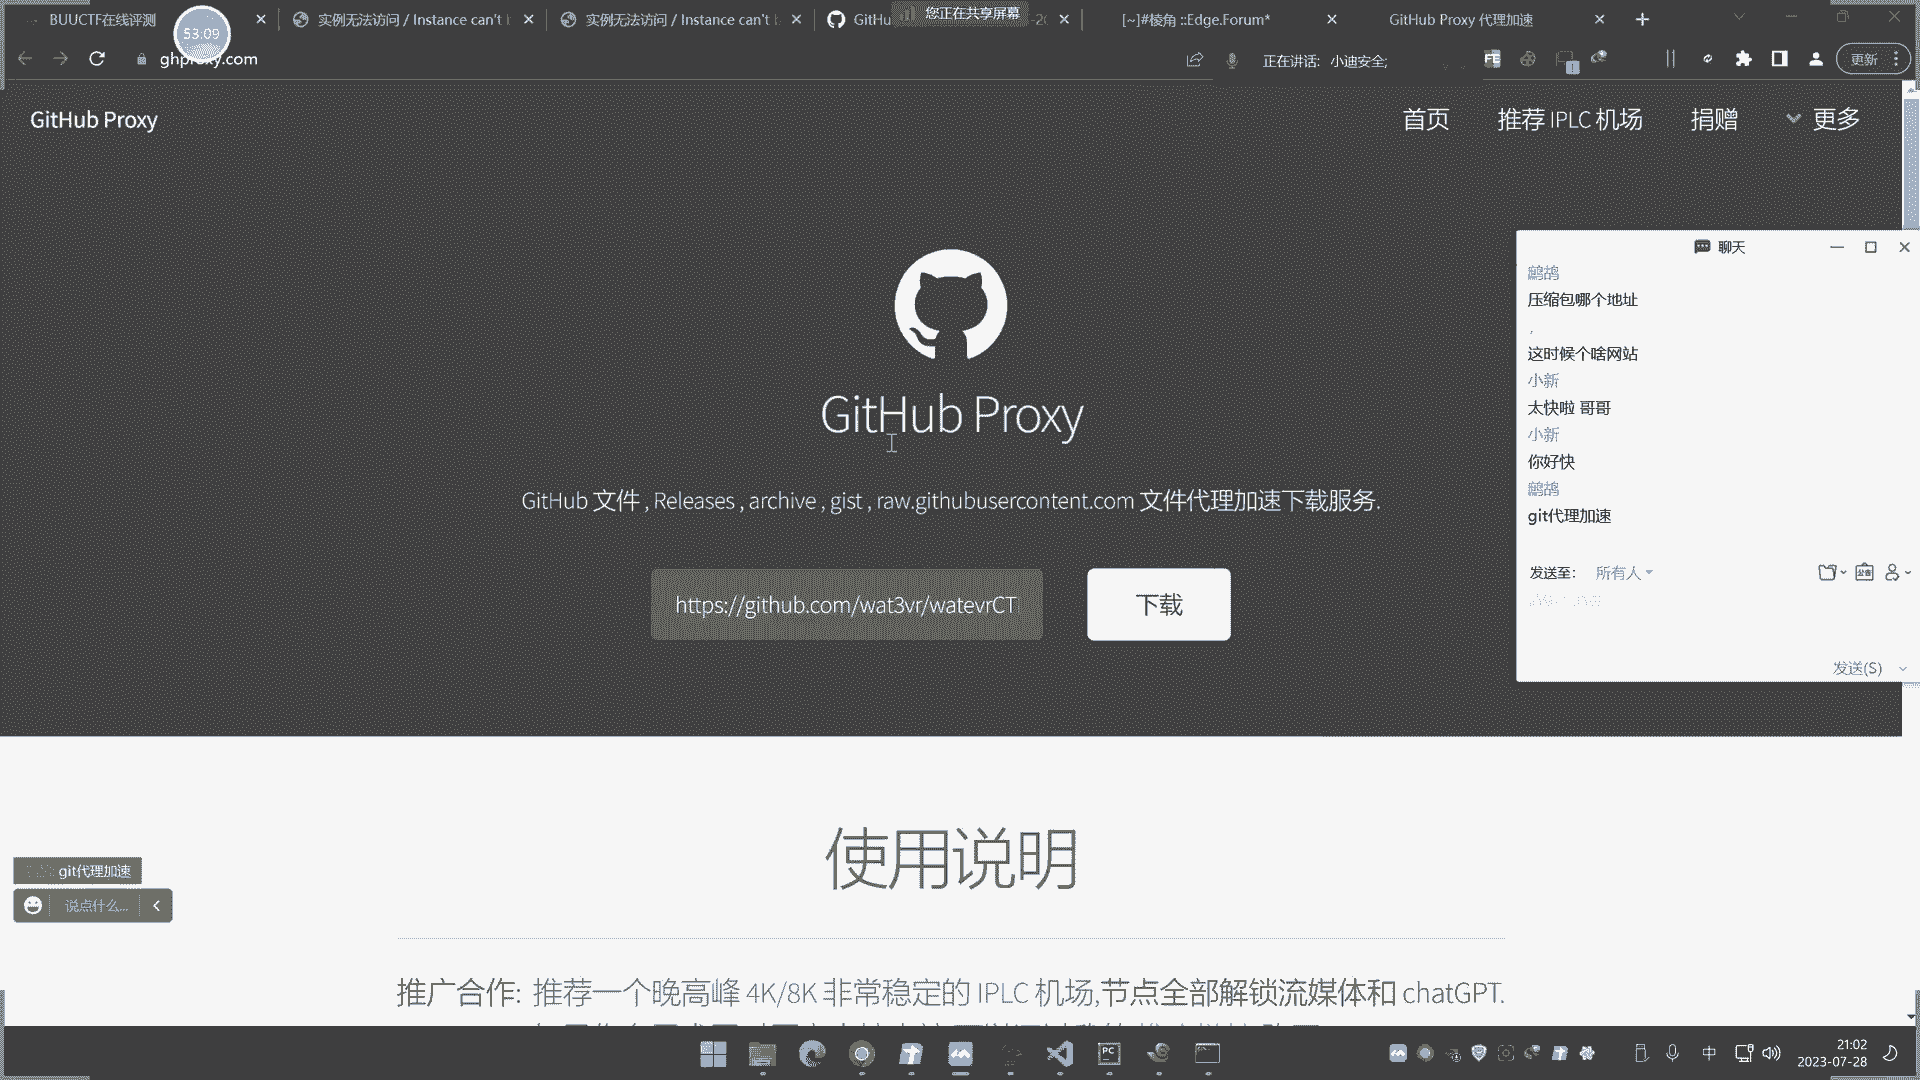 BUUCTF在线评测
实例无法访问 / Instance can't
实例无法访问 / Instance can't
GitHu
您正在共享屏幕
[~]#棱角 ::Edge.Forum*
GitHub Proxy 代理加速
53:09
ghproxy.com
正在讲话: 小迪安全;
更新
GitHub Proxy
首页
推荐 IPLC 机场
捐赠
更多
GitHub Proxy
GitHub 文件 , Releases , archive , gist , raw.githubusercontent.com 文件代理加速下载服务.
https://github.com/wat3vr/watevrCT
下载
聊天
鹧鸪
压缩包哪个地址
,
这时候个啥网站
小新
太快啦 哥哥
小新
你好快
鹧鸪
git代理加速
发送至: 所有人
发送(S)
使用说明
git代理加速
说点什么...
推广合作: 推荐一个晚高峰 4K/8K 非常稳定的 IPLC 机场,节点全部解锁流媒体和 chatGPT.
中
21:02
2023-07-28